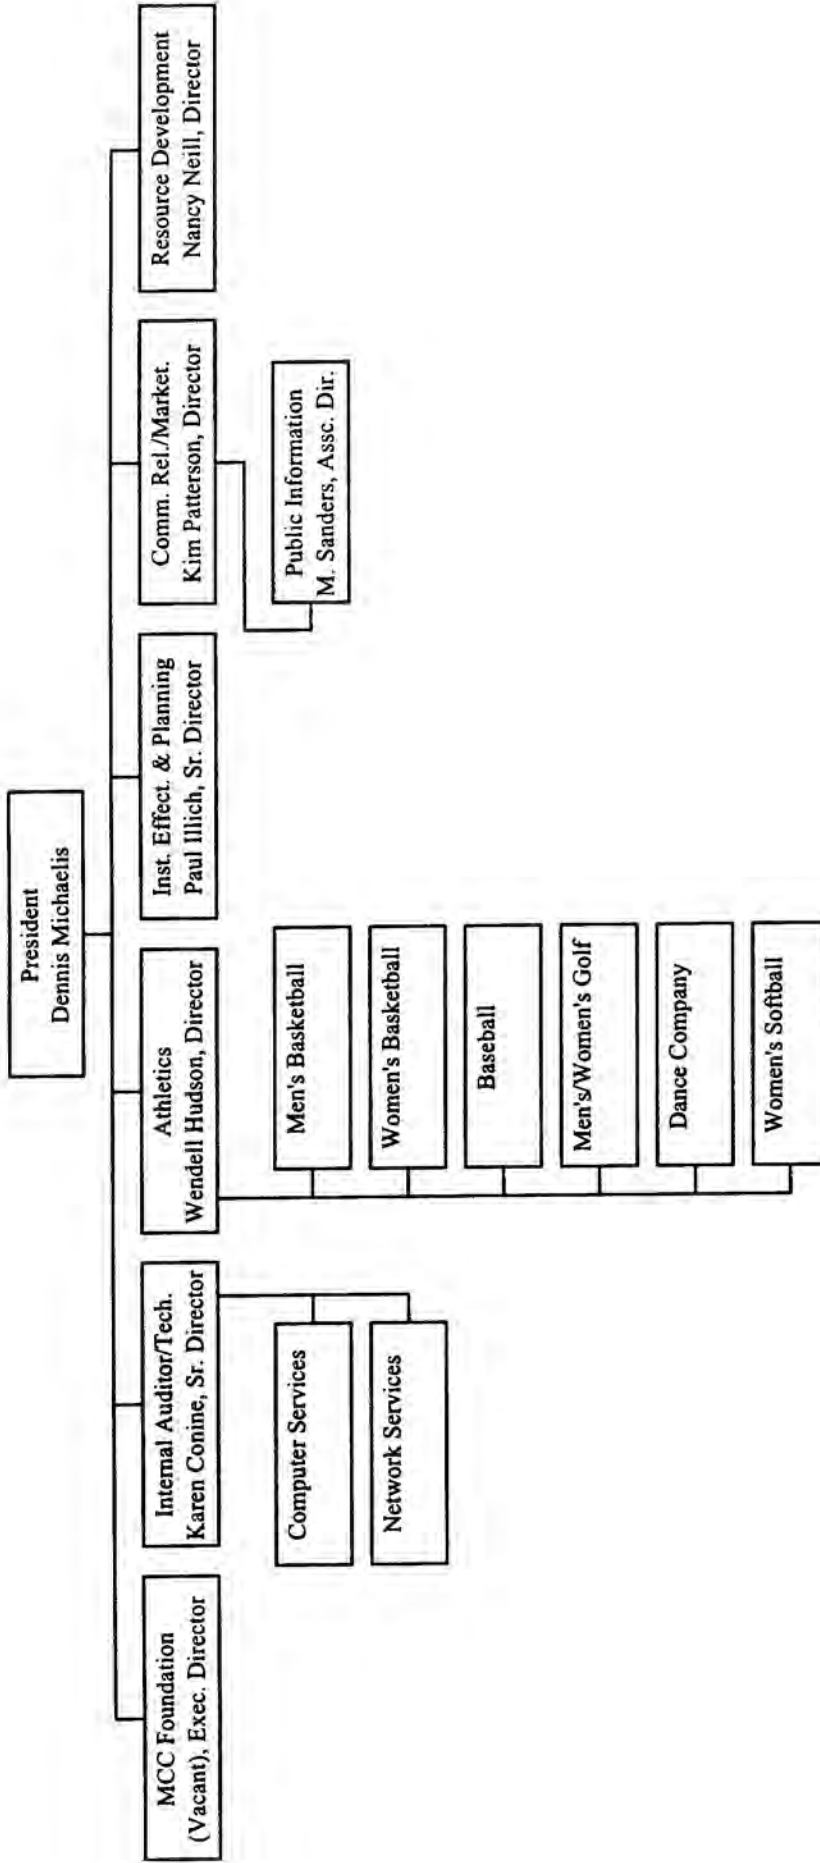 President
Dennis Michaelis
MCC Foundation
(Vacant), Exec. Director
Internal Auditor/Tech.
Karen Conine, Sr. Director
Athletics
Wendell Hudson, Director
Inst. Effect. & Planning
Paul Illich, Sr. Director
Comm. Rel./Market.
Kim Patterson, Director
Resource Development
Nancy Neill, Director
Computer Services
Network Services
Men's Basketball
Women's Basketball
Baseball
Men's/Women's Golf
Dance Company
Women's Softball
Public Information
M. Sanders, Assc. Dir.